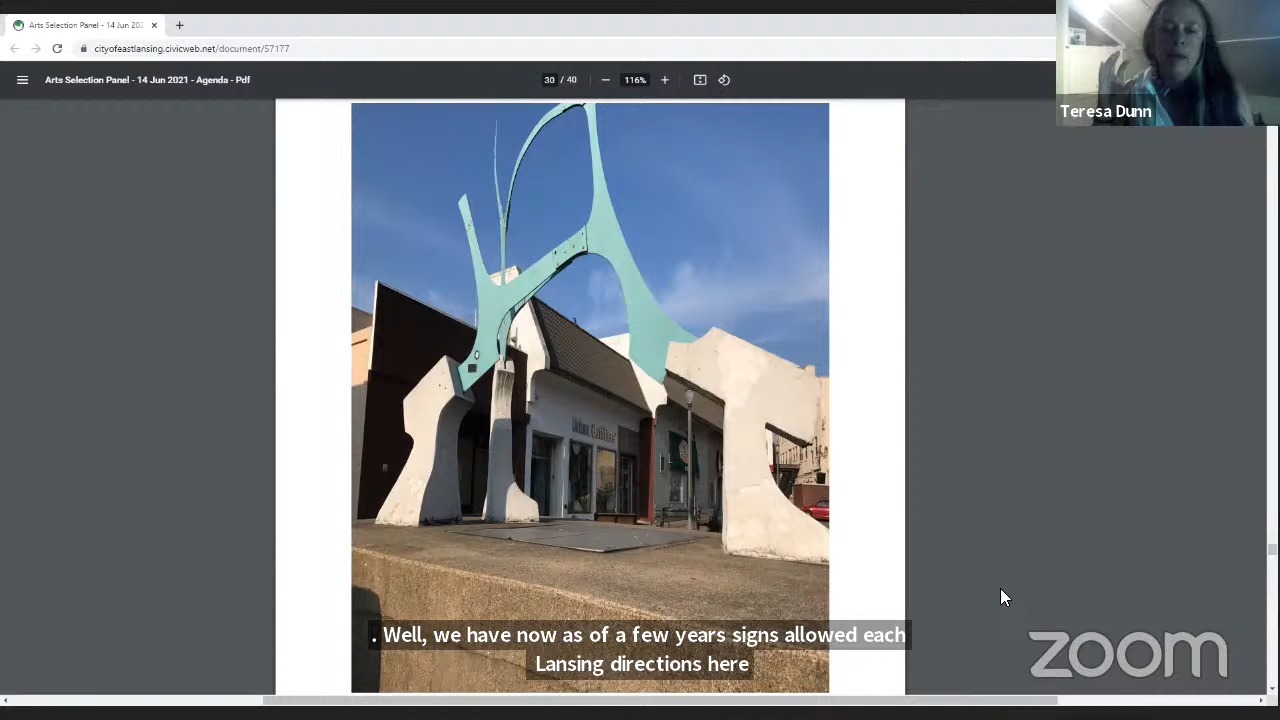 Arts Selection Panel - 14 Jun 202
cityofeastlansing.civicweb.net/document/57177
Arts Selection Panel - 14 Jun 2021 - Agenda - Pdf
30 / 40
116%
Teresa Dunn
Urban Outfitters
. Well, we have now as of a few years signs allowed each
Lansing directions here
zoom